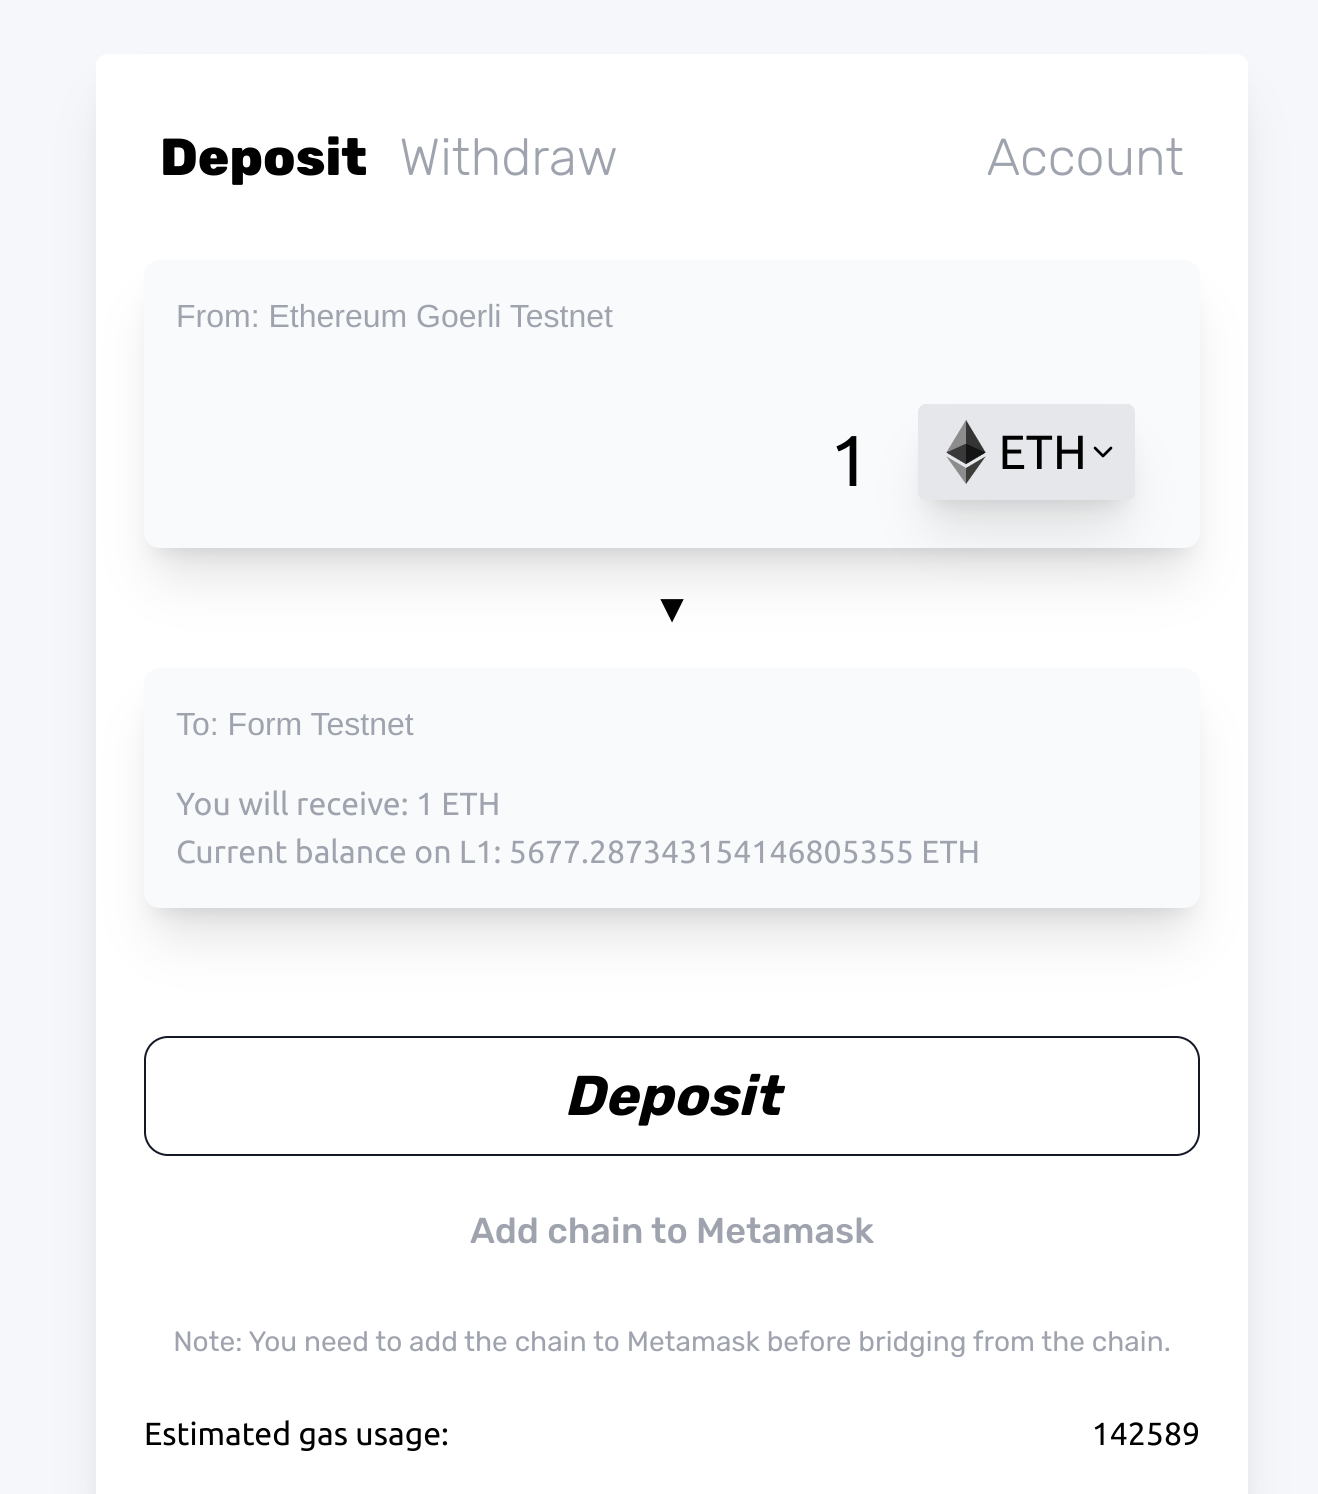 Deposit Withdraw Account
From: Ethereum Goerli Testnet
1 ETH
▼
To: Form Testnet
You will receive: 1 ETH
Current balance on L1: 5677.287343154146805355 ETH
Deposit
Add chain to Metamask
Note: You need to add the chain to Metamask before bridging from the chain.
Estimated gas usage: 142589